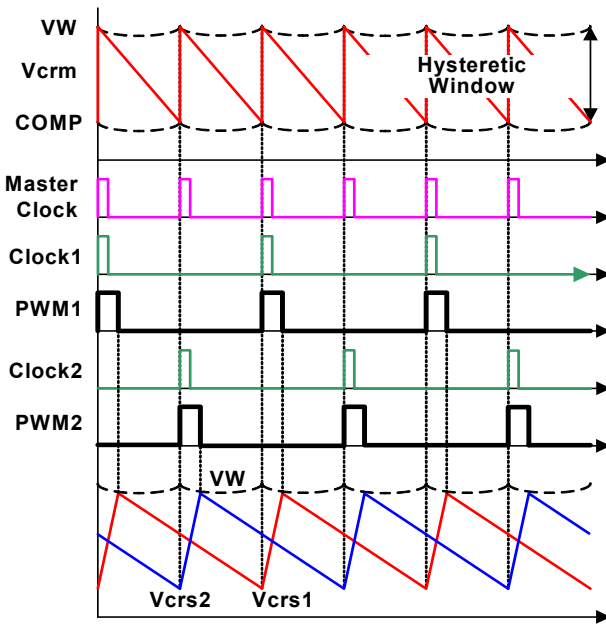 VW
Vcrm
Hysteretic
Window
COMP
Master
Clock
Clock1
PWM1
Clock2
PWM2
VW
Vcrs2
Vcrs1